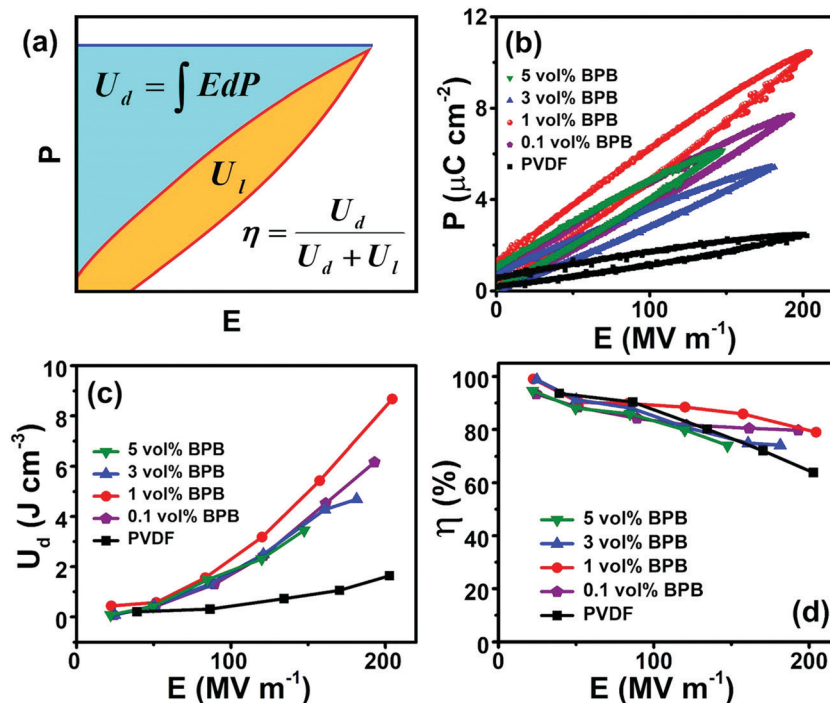 (a)
U_d = ∫ EdP
U_l
η = U_d / (U_d + U_l)
P
E
(b)
12
8
4
0
P (μC cm⁻²)
5 vol% BPB
3 vol% BPB
1 vol% BPB
0.1 vol% BPB
PVDF
0 100 200
E (MV m⁻¹)
(c)
10
8
6
4
2
0
U_d (J cm⁻³)
5 vol% BPB
3 vol% BPB
1 vol% BPB
0.1 vol% BPB
PVDF
0 100 200
E (MV m⁻¹)
100
80
60
40
20
0
η (%)
5 vol% BPB
3 vol% BPB
1 vol% BPB
0.1 vol% BPB
PVDF
(d)
0 100 200
E (MV m⁻¹)